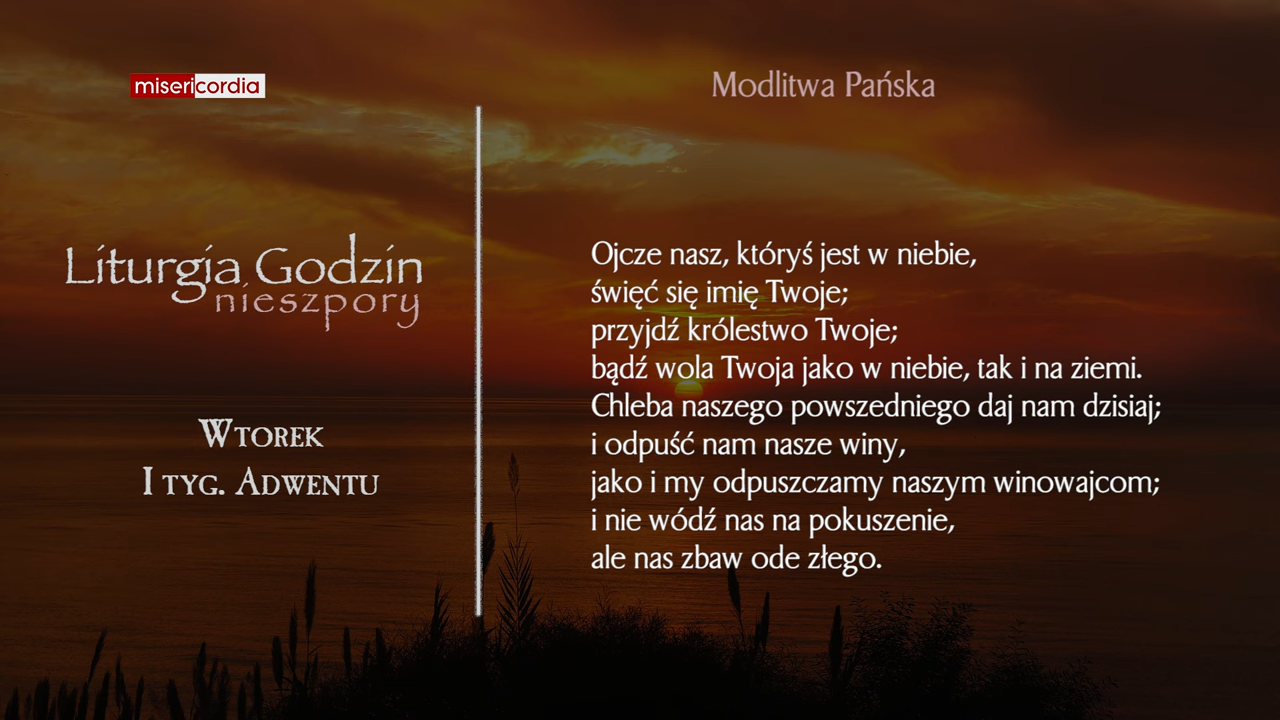 misericordia
Liturgia Godzin
nieszpory
Wtorek
I tyg. Adwentu
Modlitwa Pańska
Ojcze nasz, któryś jest w niebie,
święć się imię Twoje;
przyjdź królestwo Twoje;
bądź wola Twoja jako w niebie, tak i na ziemi.
Chleba naszego powszedniego daj nam dzisiaj;
i odpuść nam nasze winy,
jako i my odpuszczamy naszym winowajcom;
i nie wódź nas na pokuszenie,
ale nas zbaw ode złego.